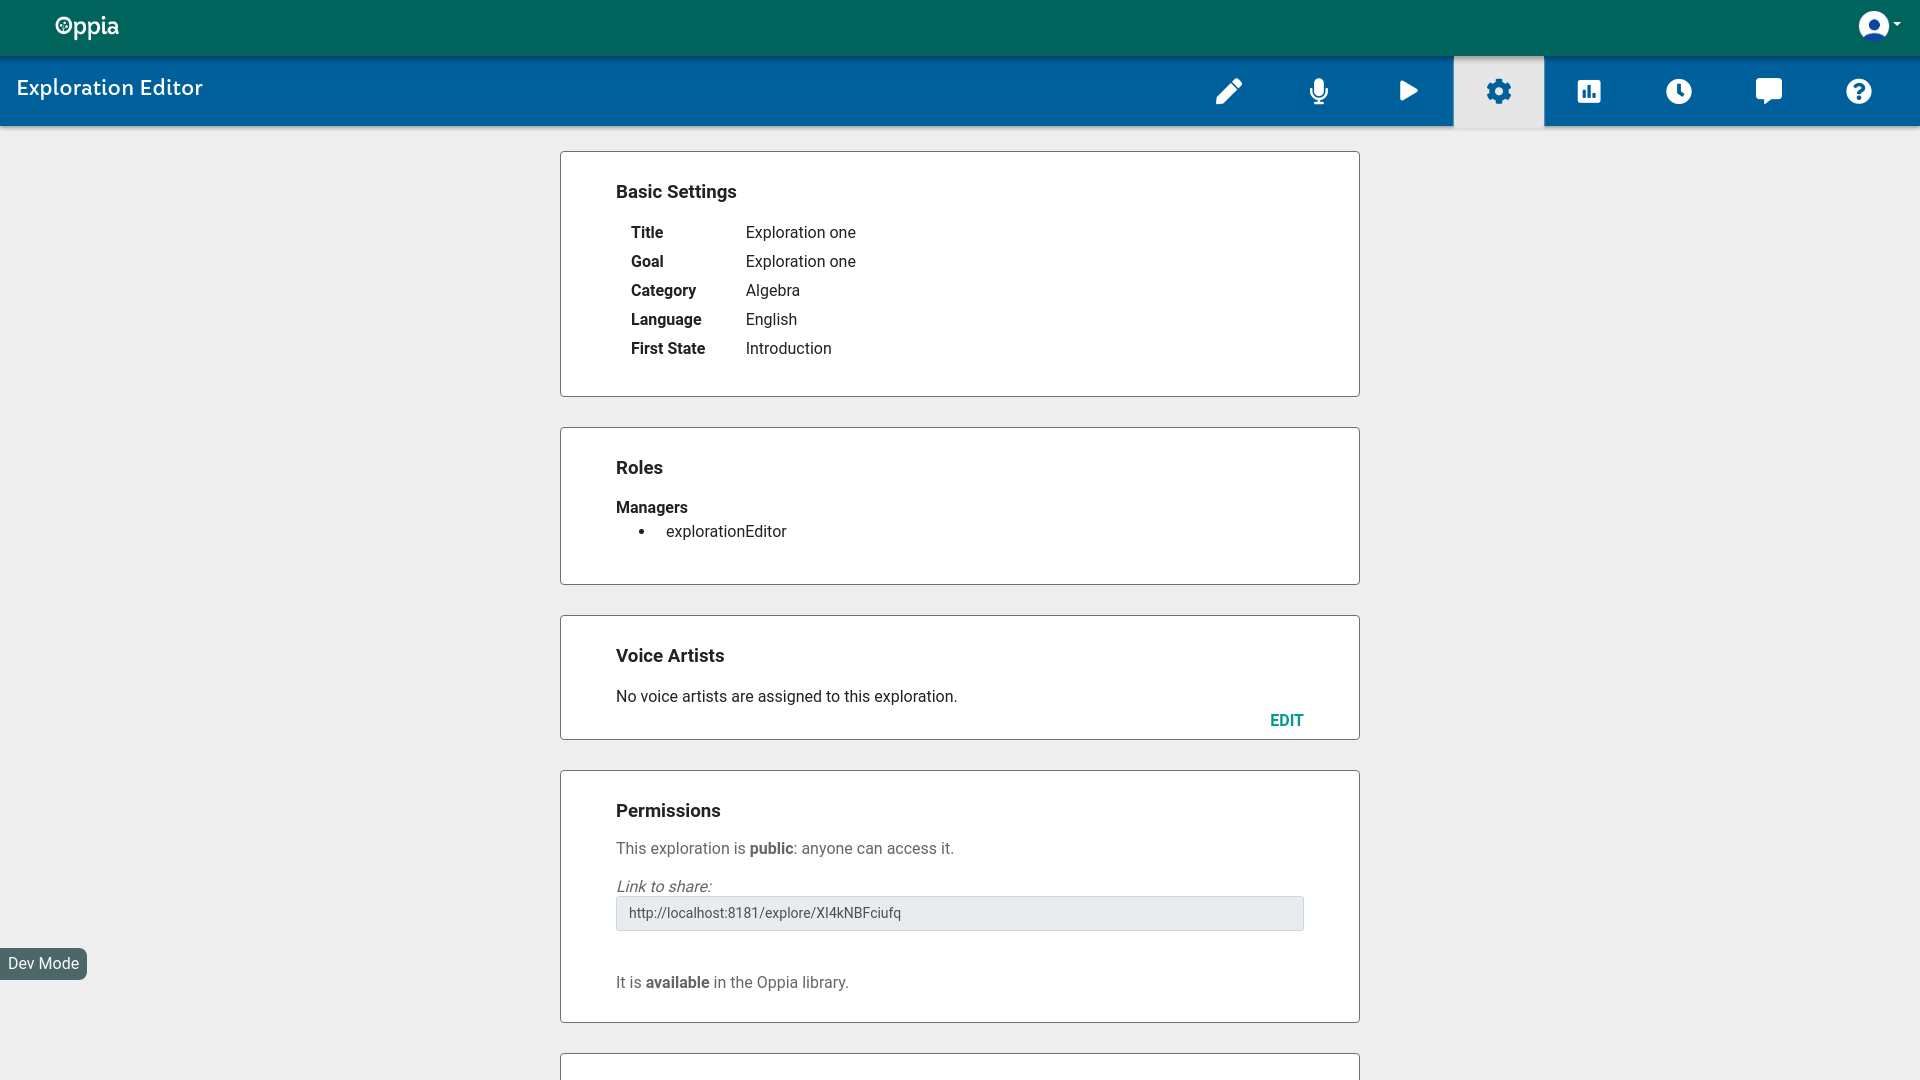 Oppia
Exploration Editor
Basic Settings
Title Exploration one
Goal Exploration one
Category Algebra
Language English
First State Introduction
Roles
Managers
• explorationEditor
Voice Artists
No voice artists are assigned to this exploration.
EDIT
Permissions
This exploration is public: anyone can access it.
Link to share:
http://localhost:8181/explore/XI4kNBFciufq
Dev Mode
It is available in the Oppia library.